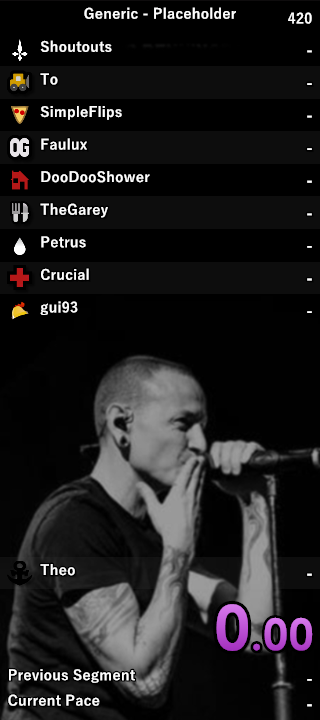 Generic - Placeholder
420
Shoutouts -
To -
SimpleFlips -
OG Faulux -
DooDooShower -
TheGarey -
Petrus -
Crucial -
gui93 -
Theo -
0.00
Previous Segment -
Current Pace -